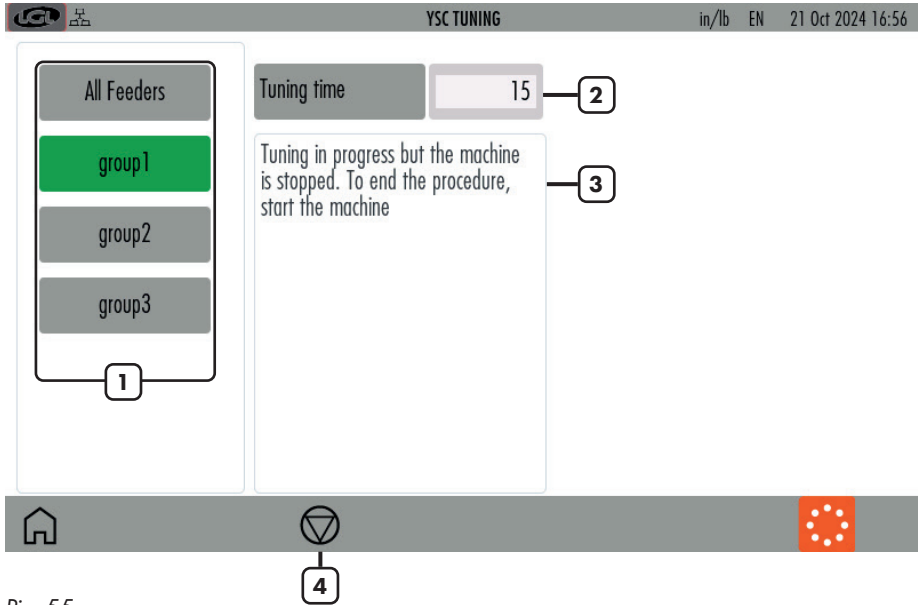 LGL YSC TUNING in/lb EN 21 Oct 2024 16:56
All Feeders
group1
group2
group3
1
Tuning time 15
2
Tuning in progress but the machine
is stopped. To end the procedure,
start the machine
3
4